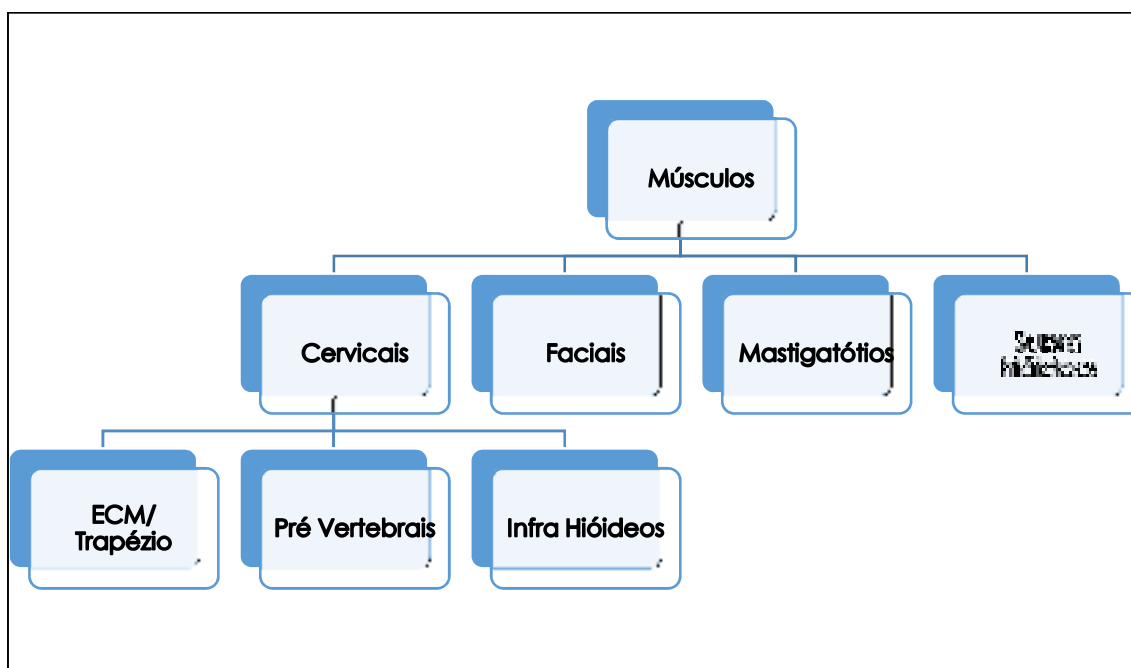 Músculos
Cervicais
Faciais
Mastigatótios
ECM/
Trapézio
Pré Vertebrais
Infra Hióideos